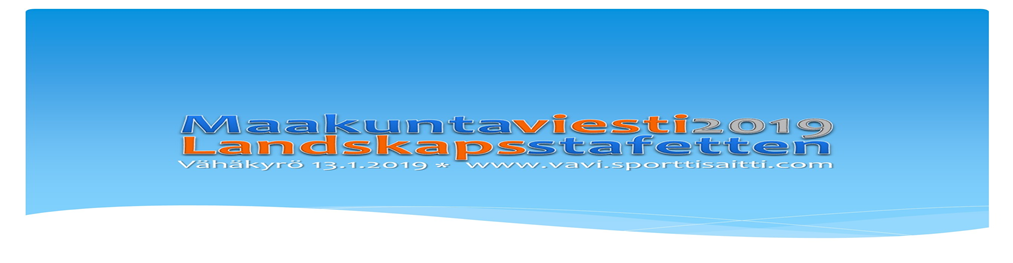 Maakuntaviesti2019
Landskapsstafetten
Vähäkyrö 13.1.2019 * www.vavi.sporttisaitti.com